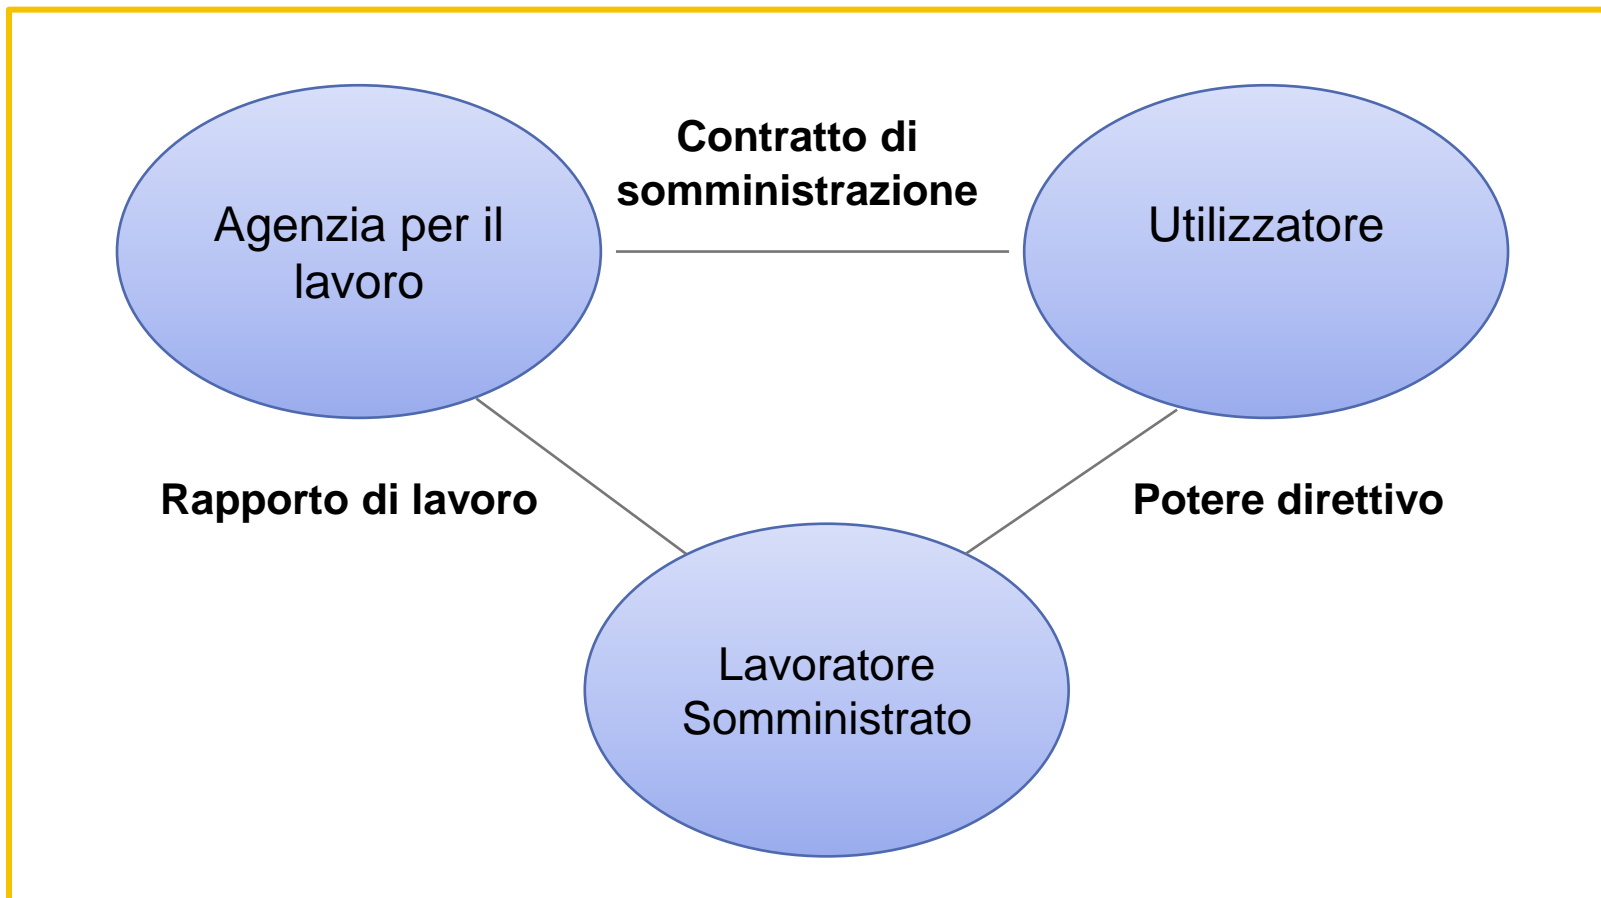 Contratto di
somministrazione
Agenzia per il
lavoro
Utilizzatore
Rapporto di lavoro
Potere direttivo
Lavoratore
Somministrato